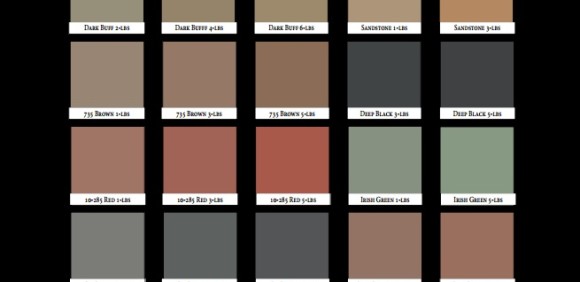 Dark Buff 2-lbs
Dark Bufff 4-lbs
Dark Buff 6-lbs
Sandstone 1-lbs
Sandstone 3-lbs
735 Brown 1-lbs
735 Brown 3-lbs
735 Brown 5-lbs
Deep Black 3-lbs
Deep Black 5-lbs
10•285 Red 1-lbs
10•285 Red 3-lbs
10•285 Red 5-lbs
Irish Green 1-lbs
Irish Green 5-lbs